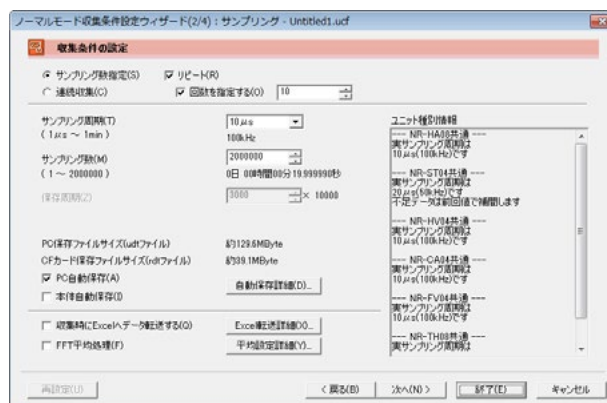 ノーマルモード収集条件設定ウィザード(2/4) : サンプリング - Untitled1.ucf
収集条件の設定
サンプリング数指定(S)
リピート(R)
連続収集(C)
回数を指定する(O)
10
サンプリング周期(T)
10μs
(1μs ~ 1min)
100kHz
サンプリング数(M)
2000000
(1 ~ 2000000)
0日 00時間00分19.999990秒
保存周期(Z)
3000
× 10000
PC保存ファイルサイズ(udtファイル)
約129.6MByte
CFカード保存ファイルサイズ(rdtファイル)
約39.1MByte
PC自動保存(A)
自動保存詳細(D)...
本体自動保存(I)
収集時にExcelへデータ転送する(Q)
Excel転送詳細(X)...
FFT平均処理(F)
平均設定詳細(Y)...
ユニット種別情報
--- NR-HA08共通 ---
実サンプリング周期は
10μs(100kHz)です
--- NR-ST04共通 ---
実サンプリング周期は
20μs(50kHz)です
不足データは前回値で補間します
--- NR-HV04共通 ---
実サンプリング周期は
10μs(100kHz)です
--- NR-CA04共通 ---
実サンプリング周期は
10μs(100kHz)です
--- NR-FV04共通 ---
実サンプリング周期は
10μs(100kHz)です
--- NR-TH08共通 ---
実サンプリング周期は
再設定(U)
< 戻る(B)
次へ(N) >
終了(E)
キャンセル